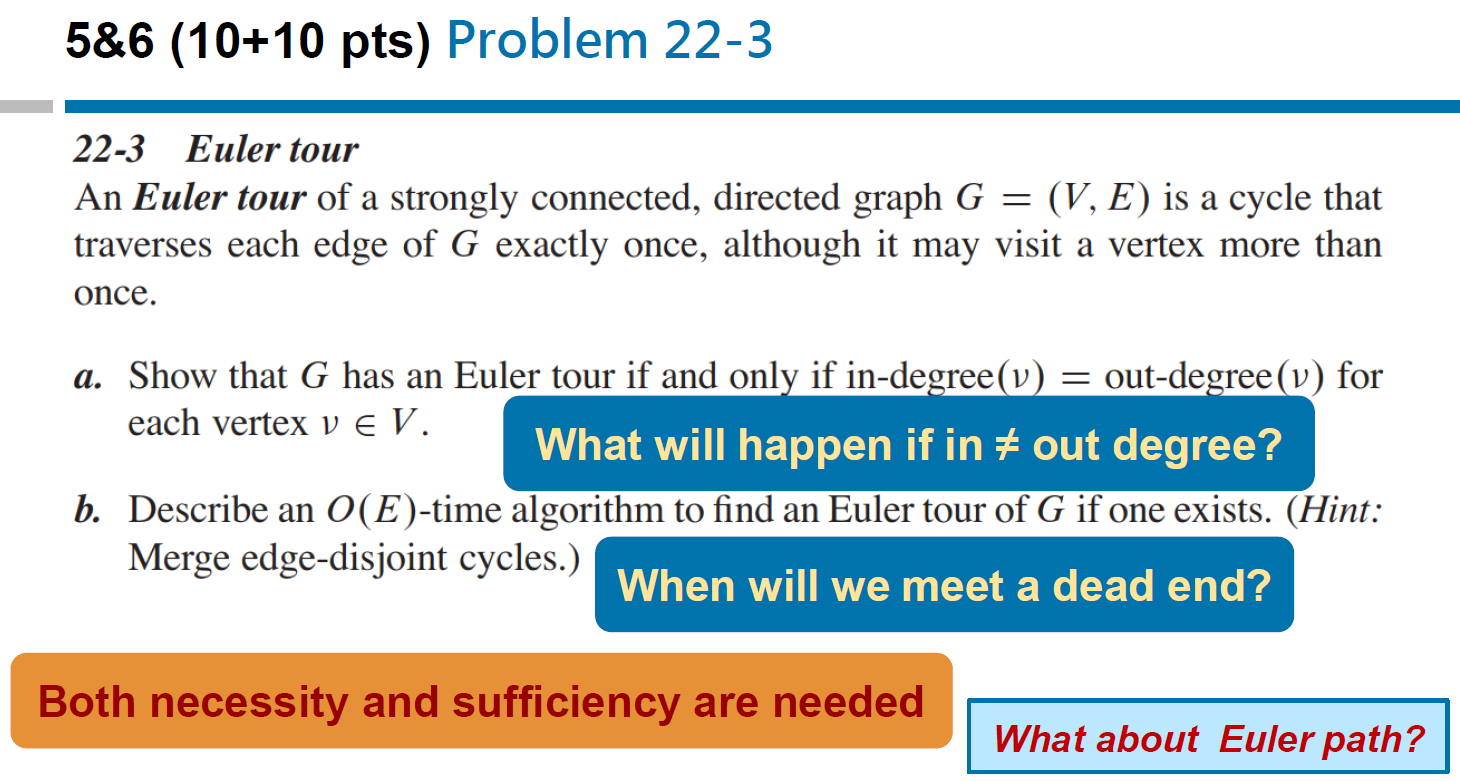 5&6 (10+10 pts) Problem 22-3
22-3 Euler tour
An Euler tour of a strongly connected, directed graph G = (V, E) is a cycle that
traverses each edge of G exactly once, although it may visit a vertex more than
once.
a. Show that G has an Euler tour if and only if in-degree(v) = out-degree(v) for
each vertex v ∈ V.
What will happen if in ≠ out degree?
b. Describe an O(E)-time algorithm to find an Euler tour of G if one exists. (Hint:
Merge edge-disjoint cycles.)
When will we meet a dead end?
Both necessity and sufficiency are needed
What about Euler path?